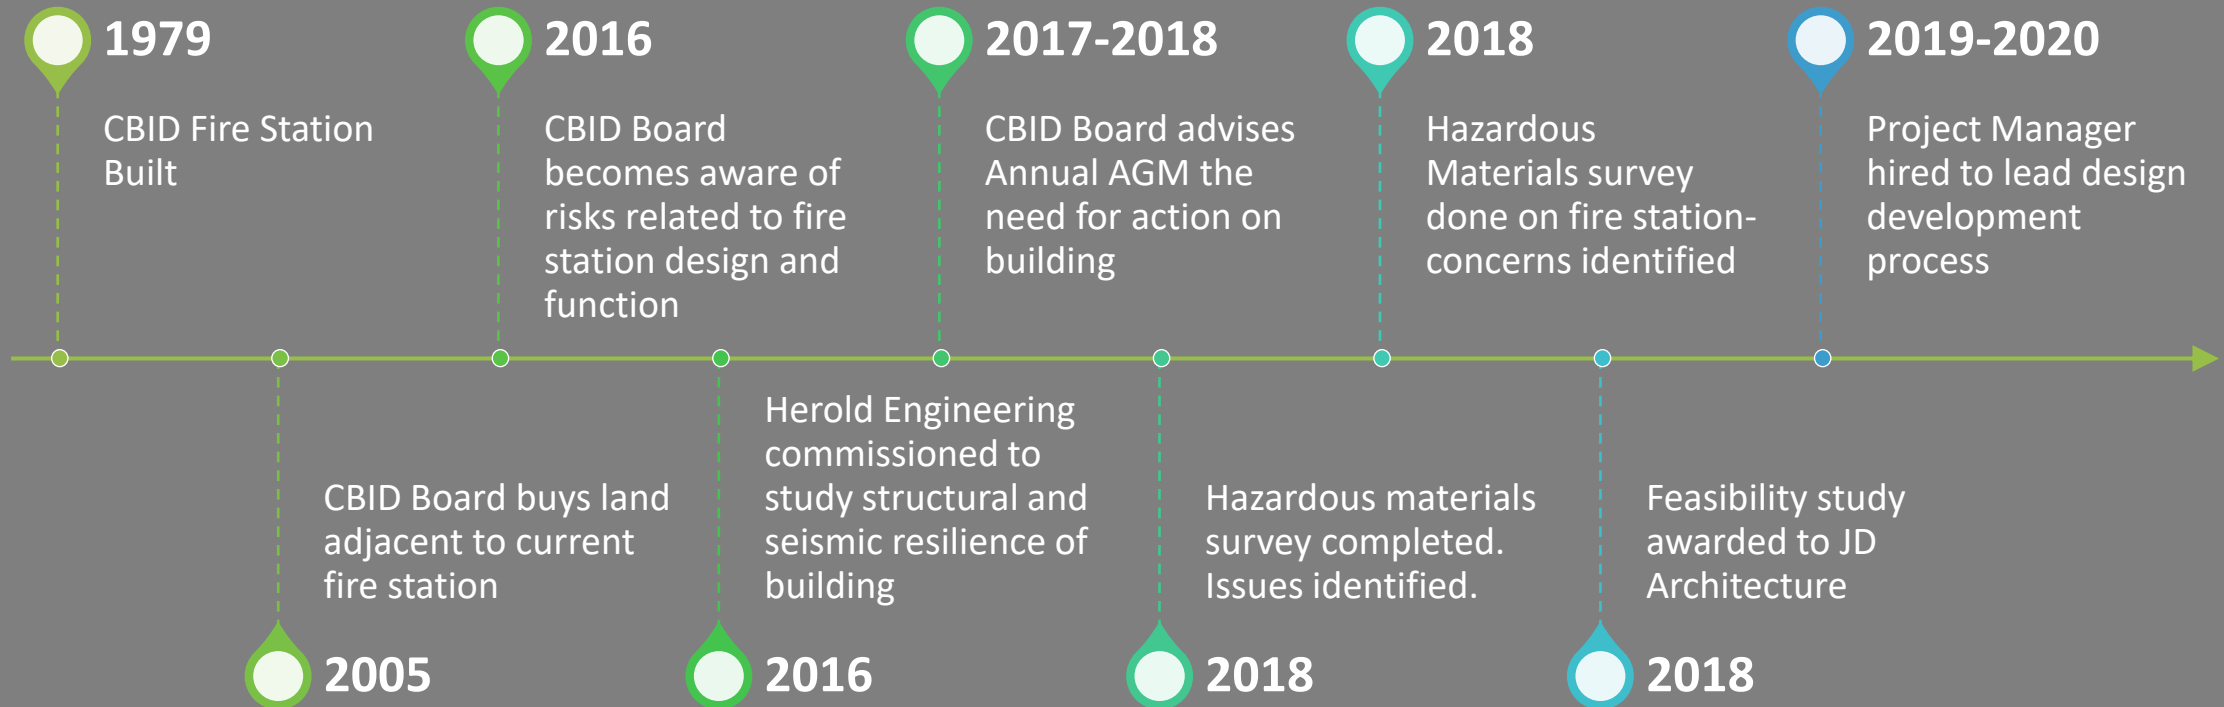 1979
CBID Fire Station
Built
2005
CBID Board buys land
adjacent to current
fire station
2016
CBID Board
becomes aware of
risks related to fire
station design and
function
2016
Herold Engineering
commissioned to
study structural and
seismic resilience of
building
2017-2018
CBID Board advises
Annual AGM the
need for action on
building
2018
Hazardous materials
survey completed.
Issues identified.
2018
Hazardous
Materials survey
done on fire station-
concerns identified
2018
Feasibility study
awarded to JD
Architecture
2019-2020
Project Manager
hired to lead design
development
process